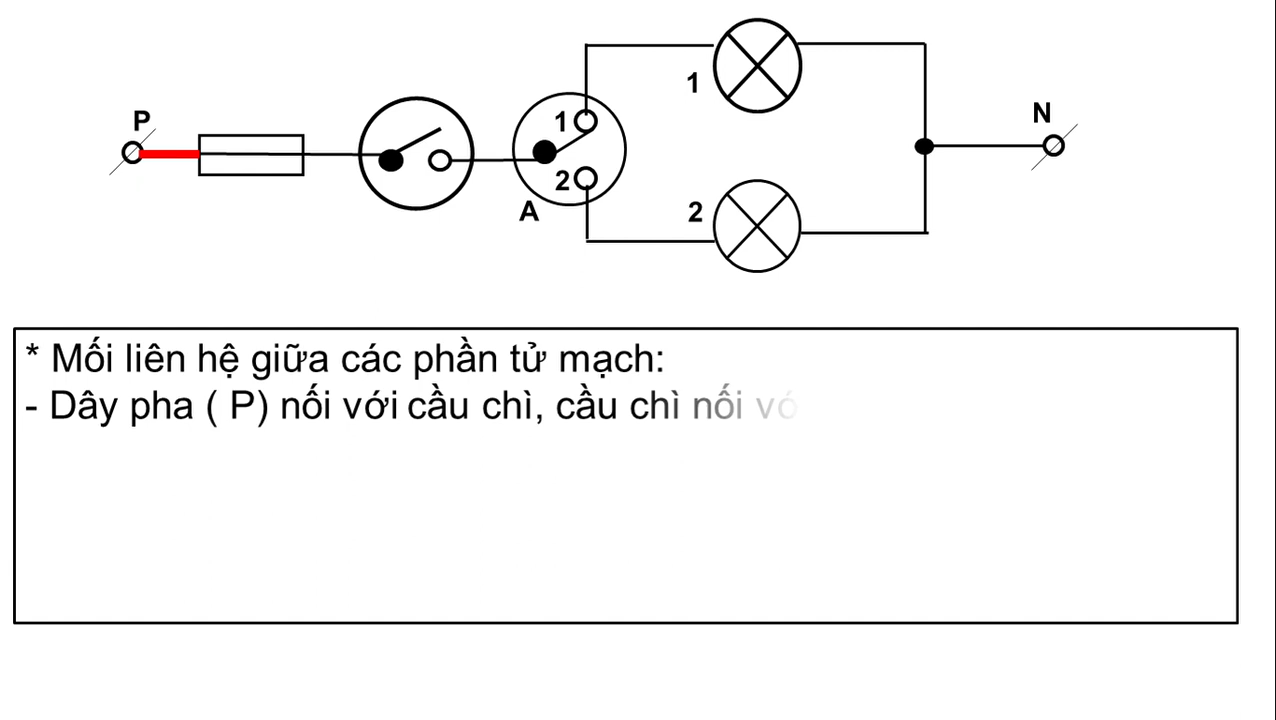 P
N
1
1
2
2
A
* Mối liên hệ giữa các phần tử mạch:
- Dây pha ( P) nối với cầu chì, cầu chì nối vớ